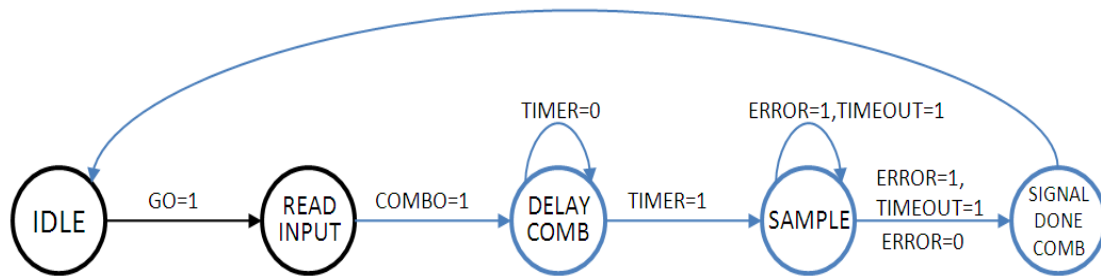 TIMER=0
ERROR=1,TIMEOUT=1
IDLE
GO=1
READ
INPUT
COMBO=1
DELAY
COMB
TIMER=1
SAMPLE
ERROR=1,
TIMEOUT=1
ERROR=0
SIGNAL
DONE
COMB